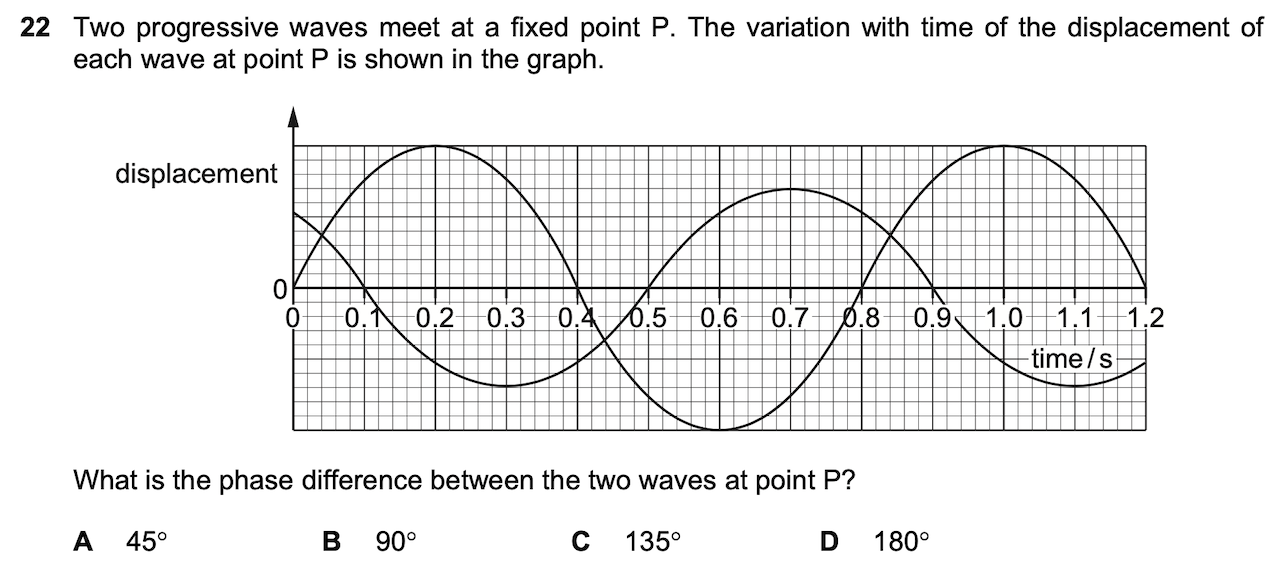 22 Two progressive waves meet at a fixed point P. The variation with time of the displacement of
each wave at point P is shown in the graph.
displacement
0
0 0.1 0.2 0.3 0.4 0.5 0.6 0.7 0.8 0.9 1.0 1.1 1.2
time / s
What is the phase difference between the two waves at point P?
A 45° B 90° C 135° D 180°